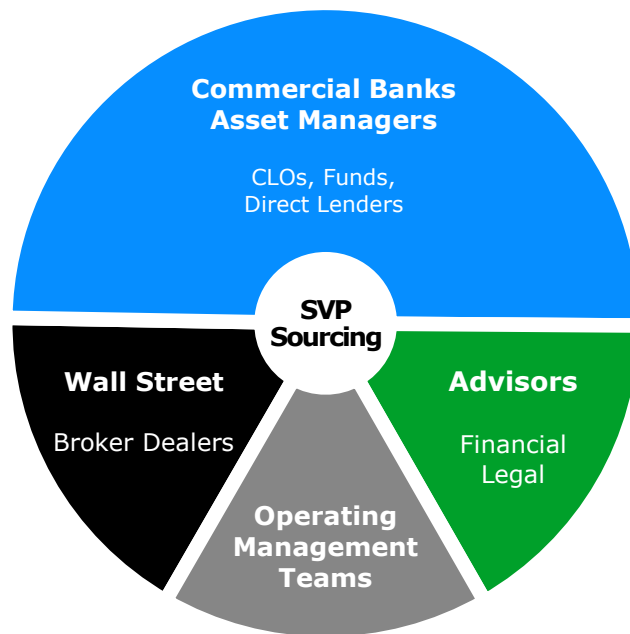 Commercial Banks
Asset Managers
CLOs, Funds,
Direct Lenders
SVP
Sourcing
Wall Street
Broker Dealers
Advisors
Financial
Legal
Operating
Management
Teams